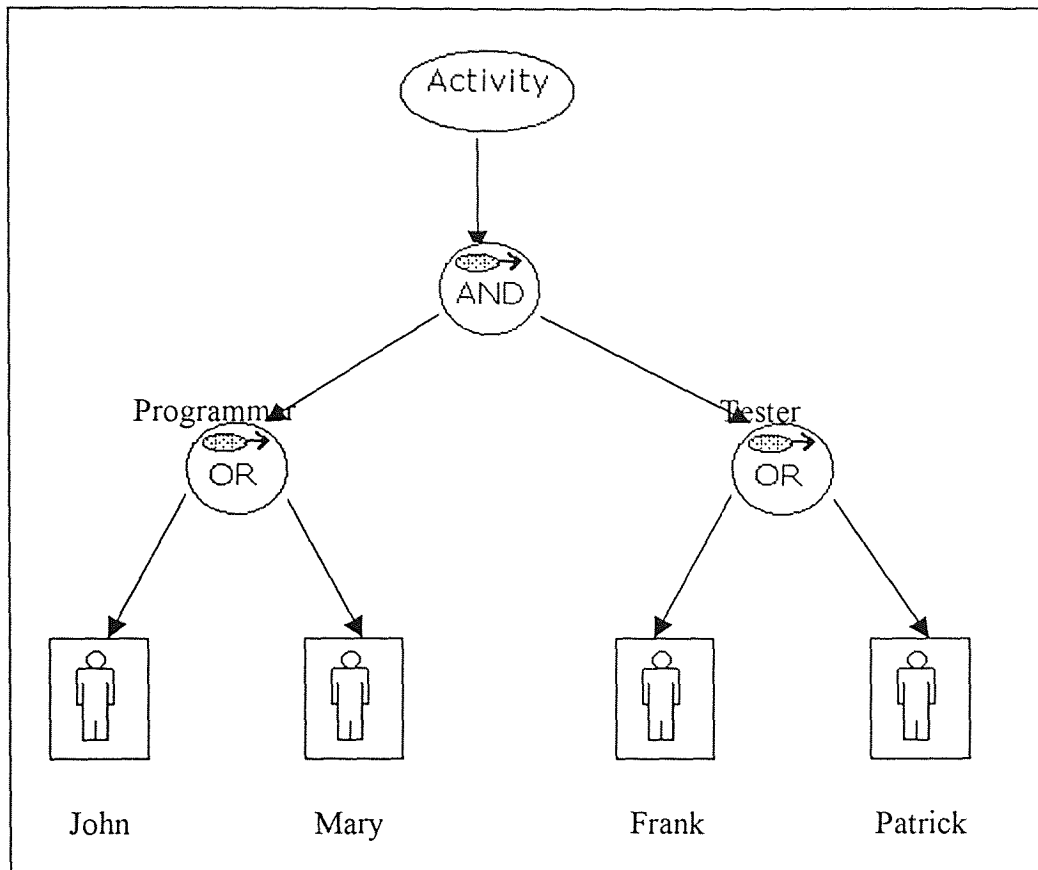 Activity
AND
Programmer
Tester
OR
OR
John
Mary
Frank
Patrick